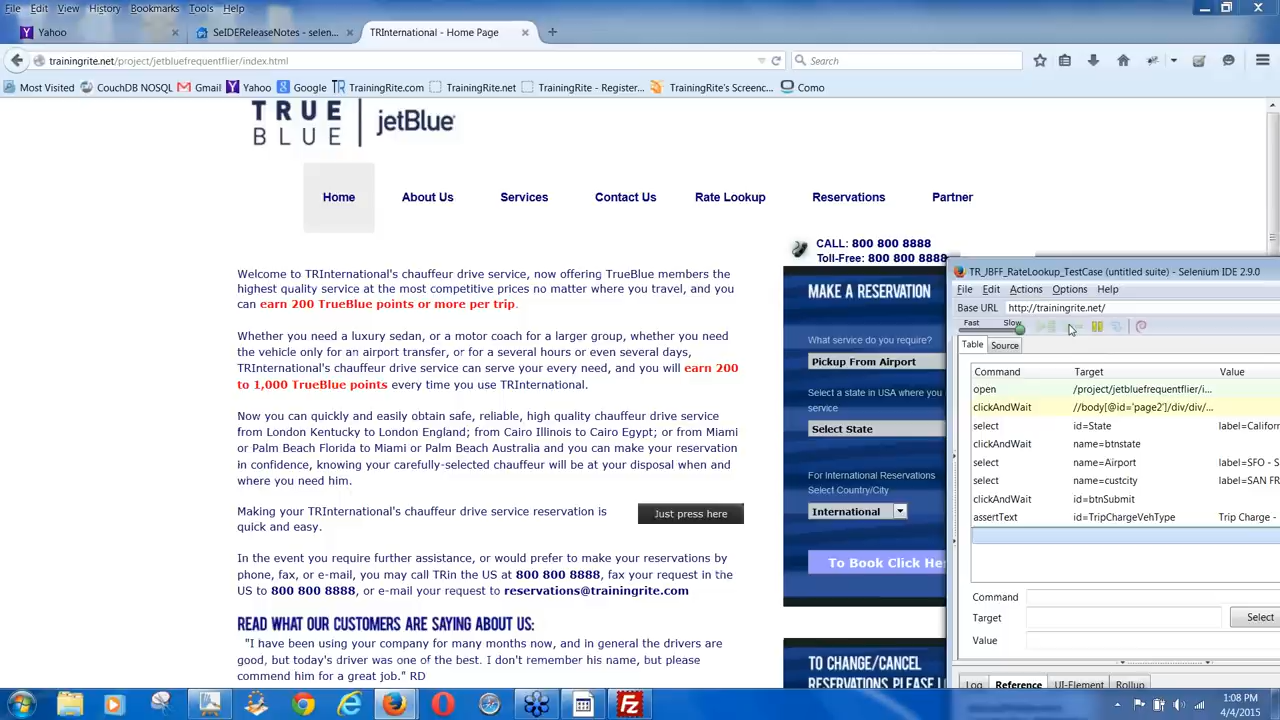 File Edit View History Bookmarks Tools Help
Yahoo × SeIDEReleaseNotes - selen... × TRInternational - Home Page × +
trainingrite.net/project/jetbluefrequentflier/index.html Search
Most Visited CouchDB NOSQL Gmail Yahoo Google TrainingRite.com TrainingRite.net TrainingRite - Register... TrainingRite's Screenc... Como
TRUE
BLUE jetBlue
Home About Us Services Contact Us Rate Lookup Reservations Partner
CALL: 800 800 8888
Toll-Free: 800 800 8888
Welcome to TRInternational's chauffeur drive service, now offering TrueBlue members the
highest quality service at the most competitive prices no matter where you travel, and you
can earn 200 TrueBlue points or more per trip.
Whether you need a luxury sedan, or a motor coach for a larger group, whether you need
the vehicle only for an airport transfer, or for a several hours or even several days,
TRInternational's chauffeur drive service can serve your every need, and you will earn 200
to 1,000 TrueBlue points every time you use TRInternational.
Now you can quickly and easily obtain safe, reliable, high quality chauffeur drive service
from London Kentucky to London England; from Cairo Illinois to Cairo Egypt; or from Miami
or Palm Beach Florida to Miami or Palm Beach Australia and you can make your reservation
in confidence, knowing your carefully-selected chauffeur will be at your disposal when and
where you need him.
Making your TRInternational's chauffeur drive service reservation is
quick and easy.
Just press here
In the event you require further assistance, or would prefer to make your reservations by
phone, fax, or e-mail, you may call TRin the US at 800 800 8888, fax your request in the
US to 800 800 8888, or e-mail your request to reservations@trainingrite.com
READ WHAT OUR CUSTOMERS ARE SAYING ABOUT US:
"I have been using your company for many months now, and in general the drivers are
good, but today's driver was one of the best. I don't remember his name, but please
commend him for a great job." RD
MAKE A RESERVATION
What service do you require?
Pickup From Airport
Select a state in USA where you
service
Select State
For International Reservations
Select Country/City
International
To Book Click He
TO CHANGE/CANCEL
RESERVATIONS, PLEASE L
TR_JBFF_RateLookup_TestCase (untitled suite) - Selenium IDE 2.9.0
File Edit Actions Options Help
Base URL http://trainingrite.net/
Fast Slow
Table Source
Command Target Value
open /project/jetbluefrequentflier/i...
clickAndWait //body[@id='page2']/div/div/...
select id=State label=Californ
clickAndWait name=btnstate
select name=Airport label=SFO - S
select name=custcity label=SAN FR
clickAndWait id=btnSubmit
assertText id=TripChargeVehType Trip Charge -
Command
Target Select
Value
Log Reference UI-Element Rollup
1:08 PM
4/4/2015